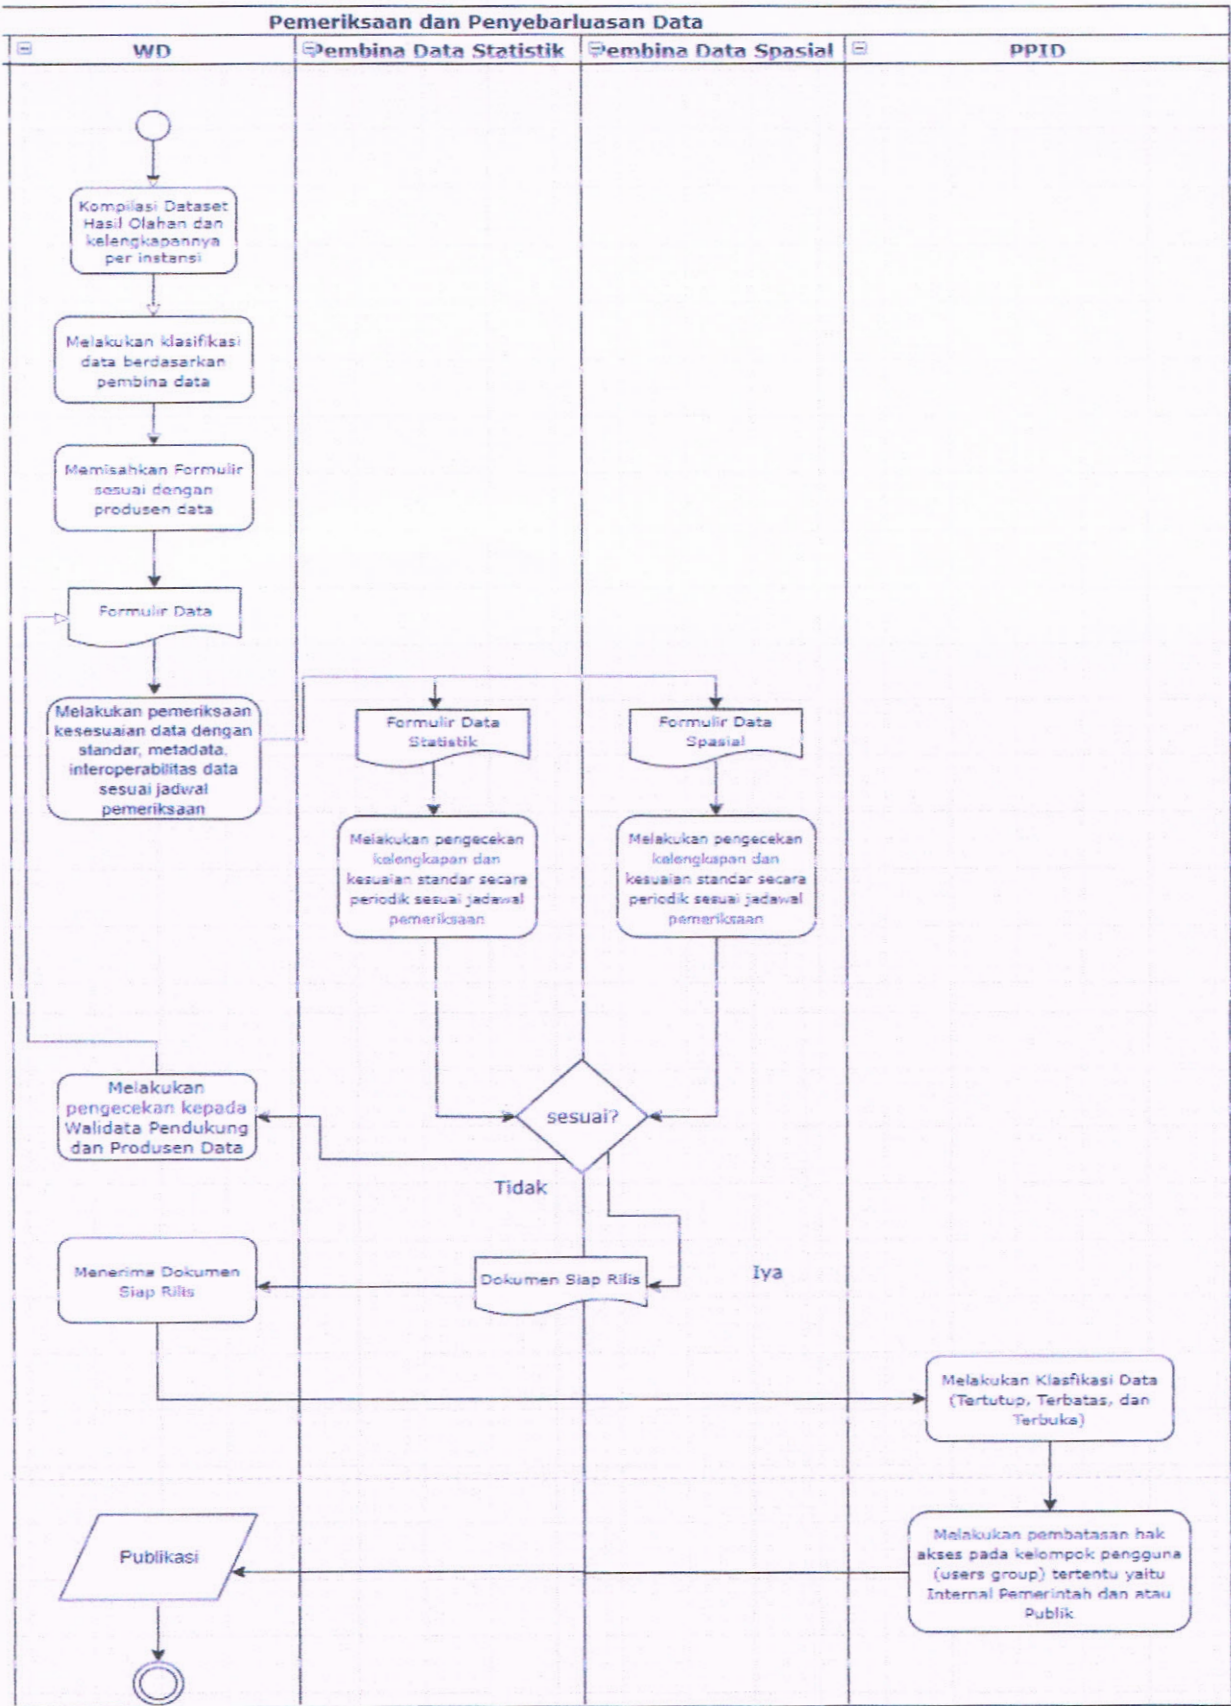 Pemeriksaan dan Penyebarluasan Data
WD
Pembina Data Statistik
Pembina Data Spasial
PPID
Kompilasi Dataset
Hasil Olahan dan
kelengkapannya
per instansi
Melakukan klasifikasi
data berdasarkan
pembina data
Memisahkan Formulir
sesuai dengan
produsen data
Formulir Data
Melakukan pemeriksaan
kesesuaian data dengan
standar, metadata,
interoperabilitas data
sesuai jadwal
pemeriksaan
Formulir Data
Statistik
Formulir Data
Spasial
Melakukan pengecekan
kelengkapan dan
kesuaian standar secara
periodik sesuai jadawal
pemeriksaan
Melakukan pengecekan
kelengkapan dan
kesuaian standar secara
periodik sesuai jadawal
pemeriksaan
Melakukan
pengecekan kepada
Walidata Pendukung
dan Produsen Data
sesuai?
Tidak
Menerima Dokumen
Siap Rilis
Dokumen Siap Rilis
Iya
Melakukan Klasfikasi Data
(Tertutup, Terbatas, dan
Terbuka)
Publikasi
Melakukan pembatasan hak
akses pada kelompok pengguna
(users group) tertentu yaitu
Internal Pemerintah dan atau
Publik